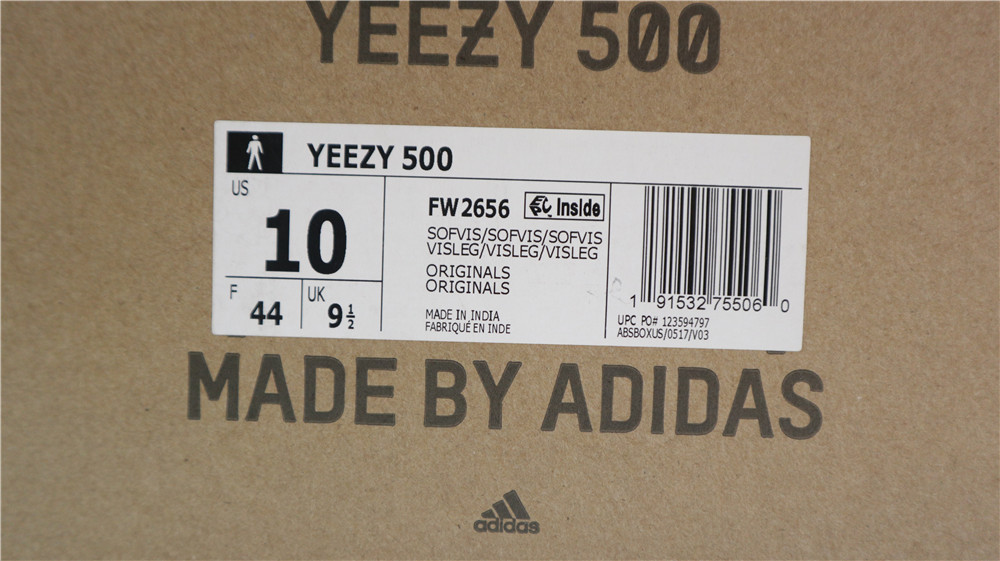 YEEZY 500
YEEZY 500
US
10
F
44
UK
9 1/2
FW2656
Inside
SOFVIS/SOFVIS/SOFVIS
VISLEG/VISLEG/VISLEG
ORIGINALS
ORIGINALS
MADE IN INDIA
FABRIQUÉ EN INDE
1 91532 75506 0
UPC PO# 123594797
ABSBOXUS/0517/V03
MADE BY ADIDAS
adidas